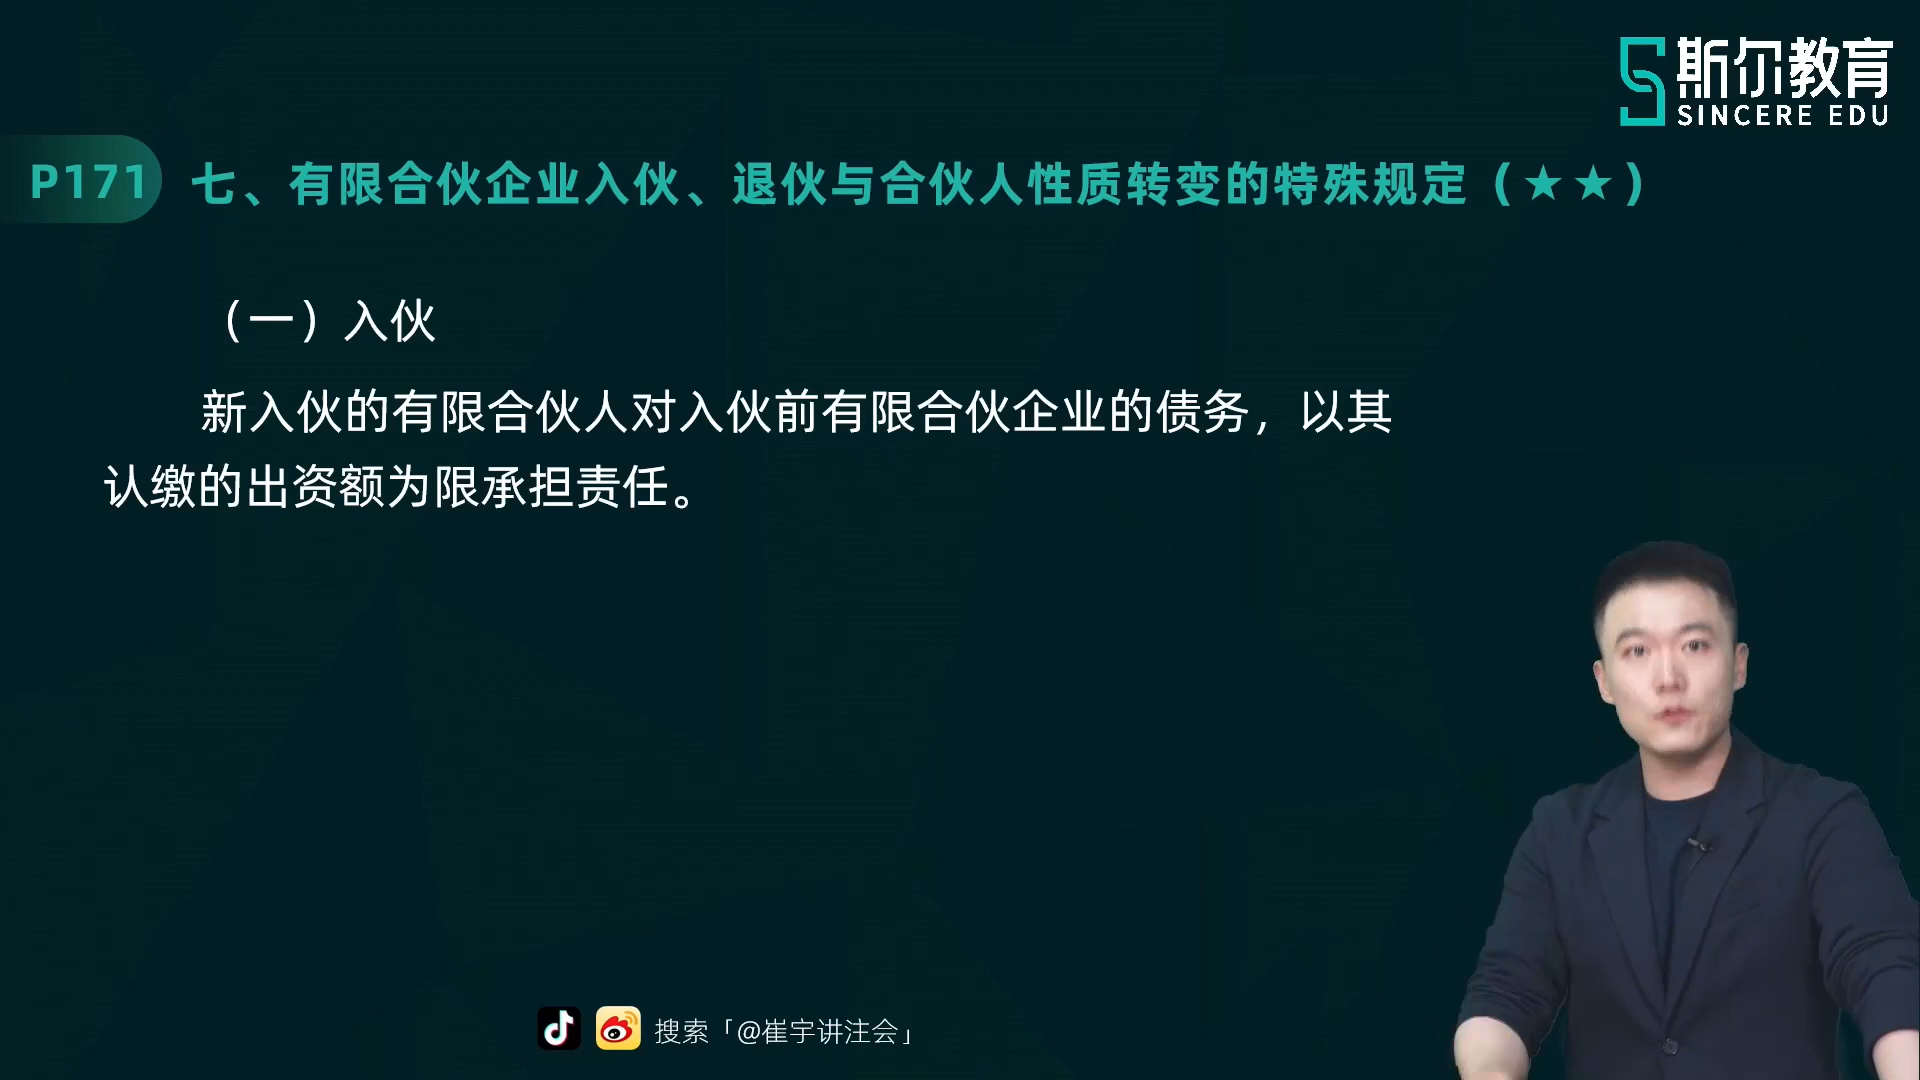 斯尔教育
SINCERE EDU
P171 七、有限合伙企业入伙、退伙与合伙人性质转变的特殊规定（★★）
（一）入伙
新入伙的有限合伙人对入伙前有限合伙企业的债务，以其
认缴的出资额为限承担责任。
搜索「@崔宇讲注会」